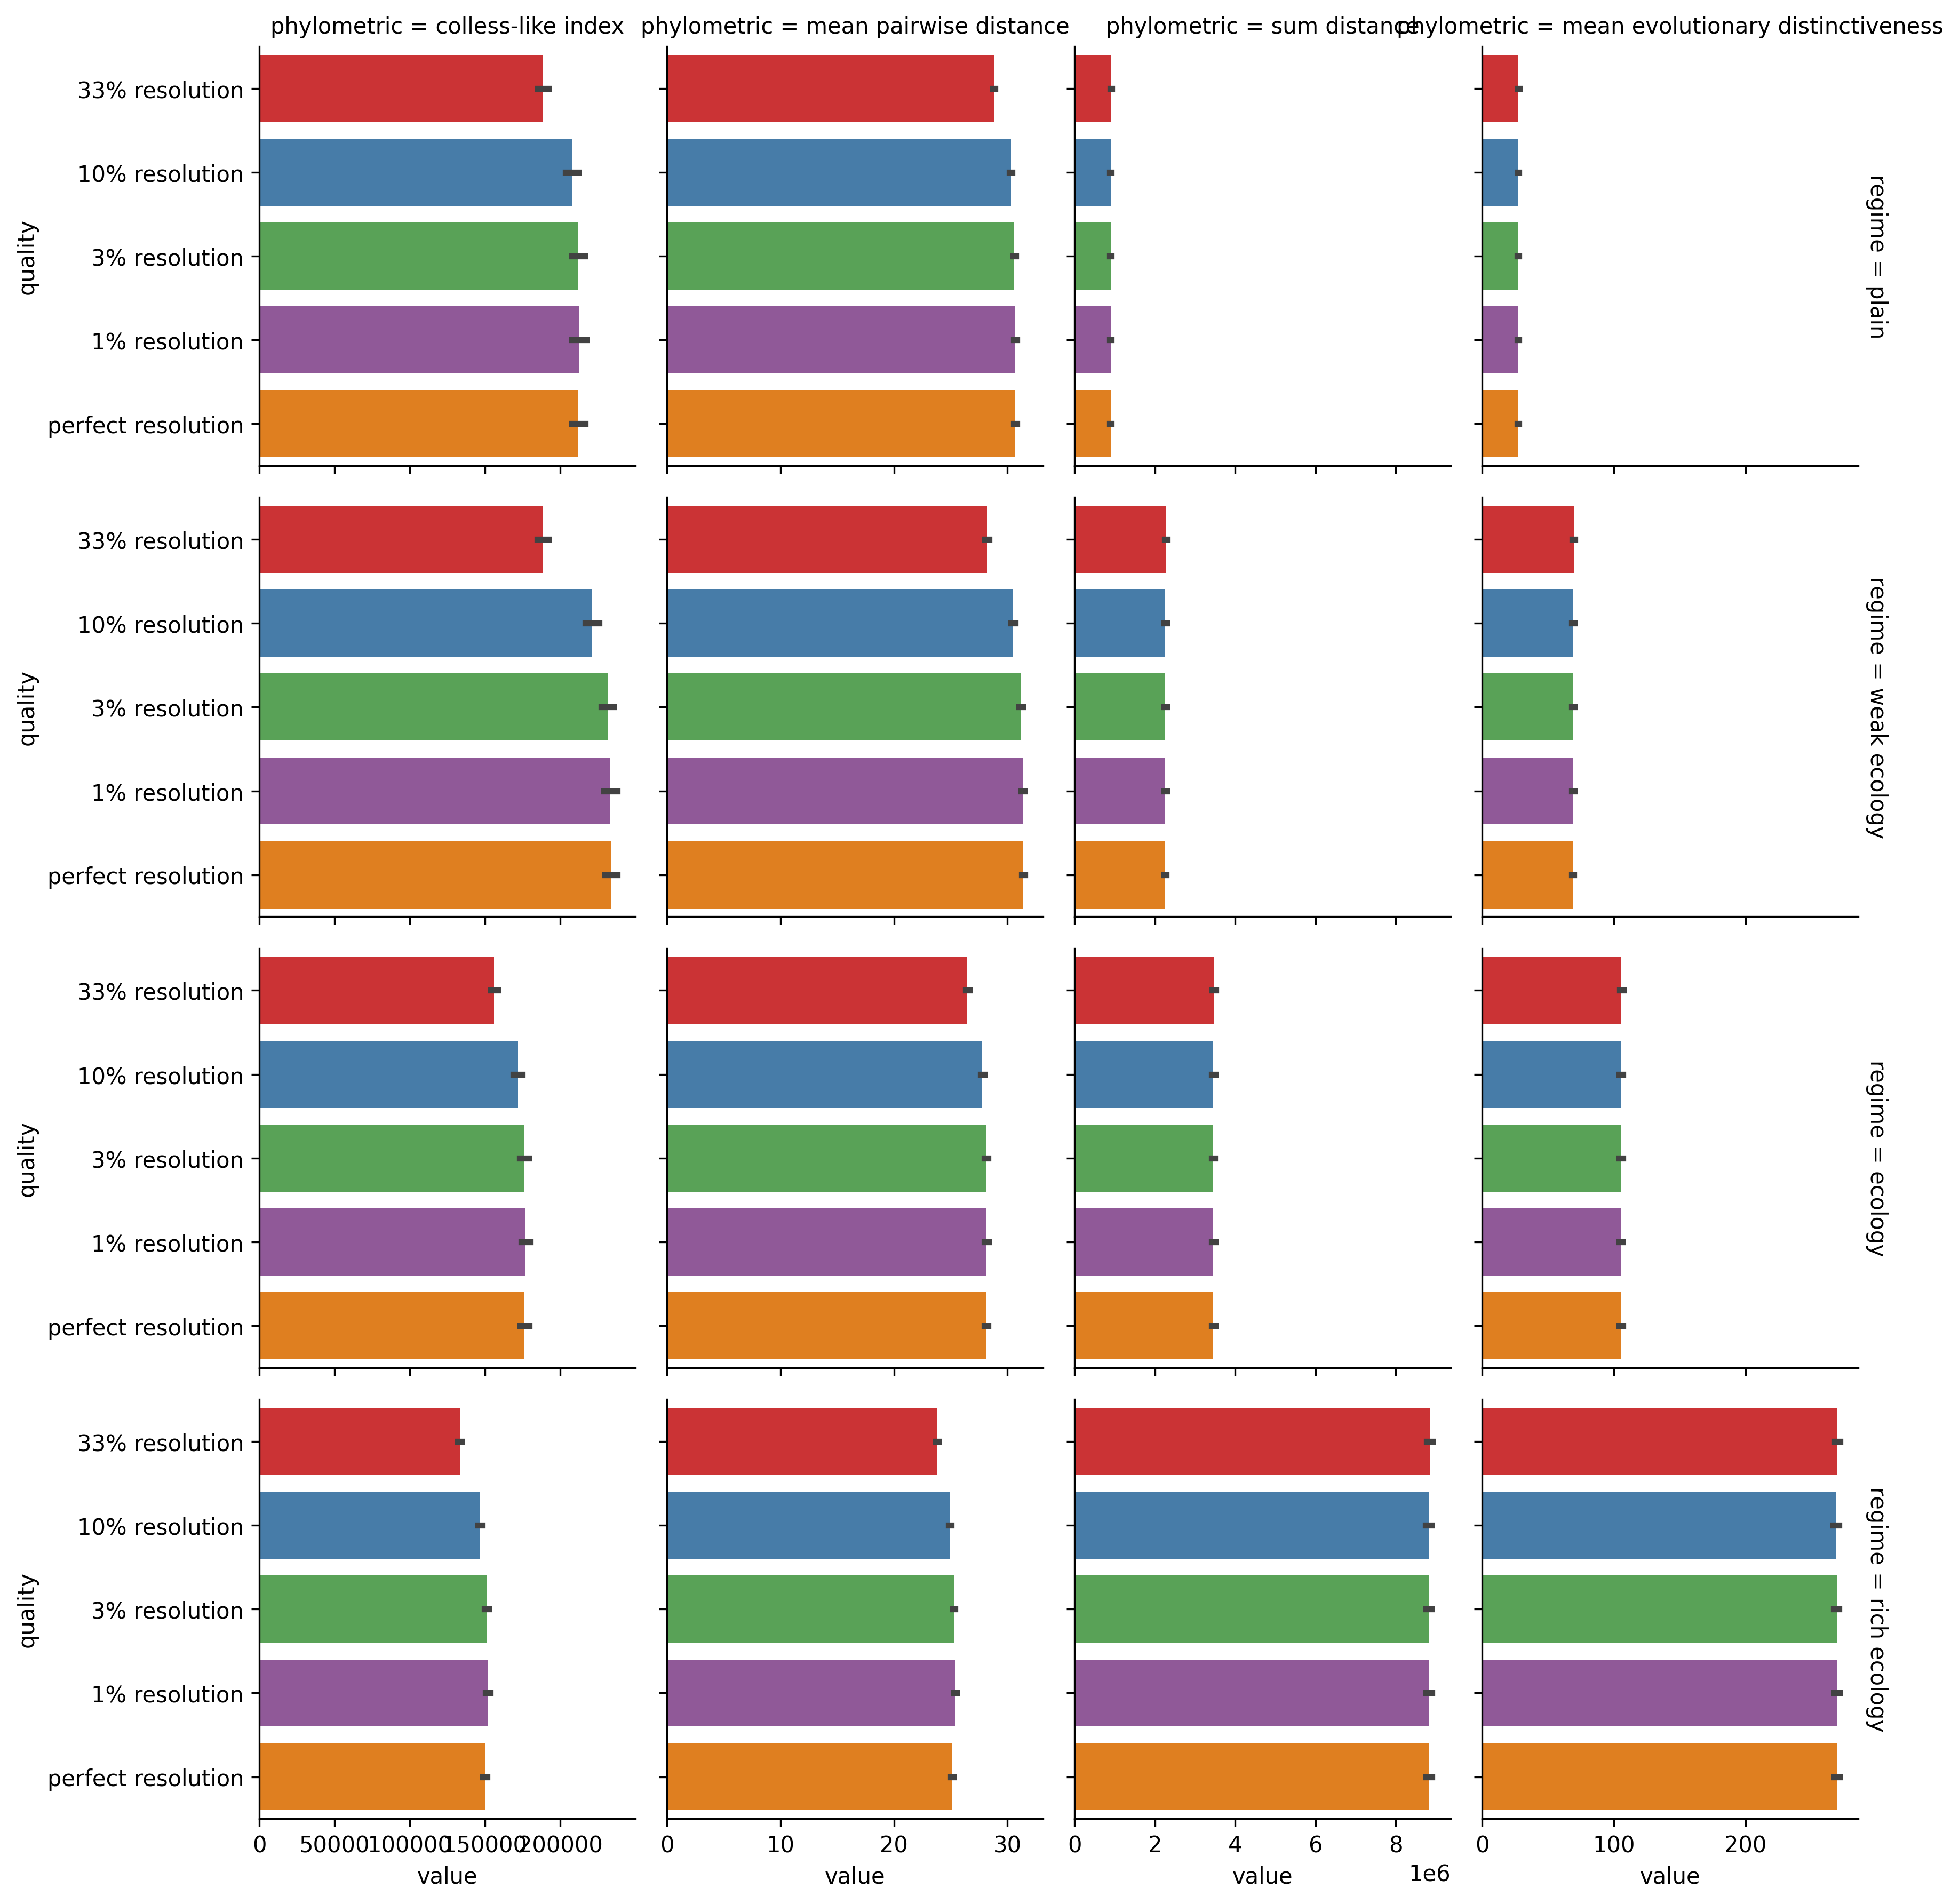 phylometric = colless-like index
phylometric = mean pairwise distance
phylometric = sum distance
phylometric = mean evolutionary distinctiveness
quality
33% resolution
10% resolution
3% resolution
1% resolution
perfect resolution
regime = plain
quality
33% resolution
10% resolution
3% resolution
1% resolution
perfect resolution
regime = weak ecology
quality
33% resolution
10% resolution
3% resolution
1% resolution
perfect resolution
regime = ecology
quality
33% resolution
10% resolution
3% resolution
1% resolution
perfect resolution
regime = rich ecology
0 50000 100000 150000 200000
value
0 10 20 30
value
0 2 4 6 8
1e6
value
0 100 200
value